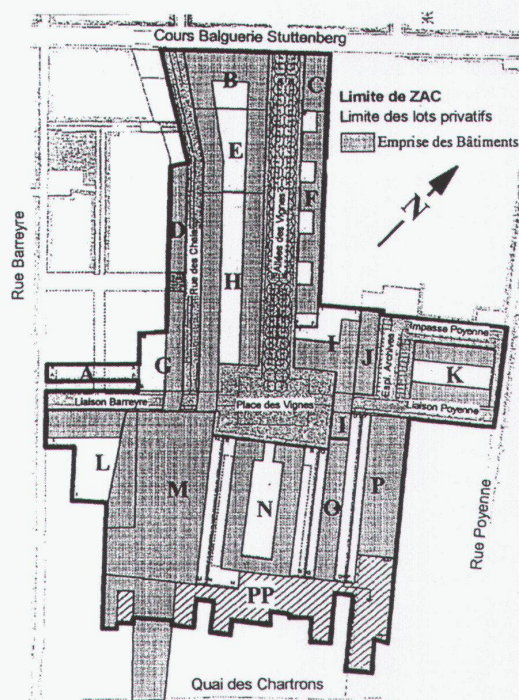 Cours Balguerie Stuttenberg
B
C
Limite de ZAC
Limite des lots privatifs
Emprise des Bâtiments
E
N
D
Rue des Chais
Allées des Vignes
F
Rue Barreyre
H
I
J
Impasse Poyenne
G
Espl. Archives
K
A
Liaison Barreyre
Place des Vignes
Liaison Poyenne
I
L
M
N
O
P
Rue Poyenne
PP
Quai des Chartrons